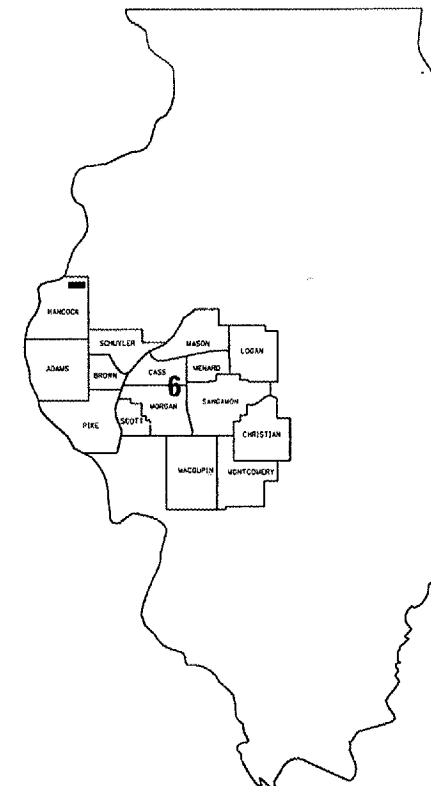 HANCOCK
SCHUYLER
MASON
LOGAN
ADAMS
BROWN
CASS
MENARD
6
MORGAN
SANGAMON
PIKE
SCOTT
CHRISTIAN
MACOUPIN
MONTGOMERY